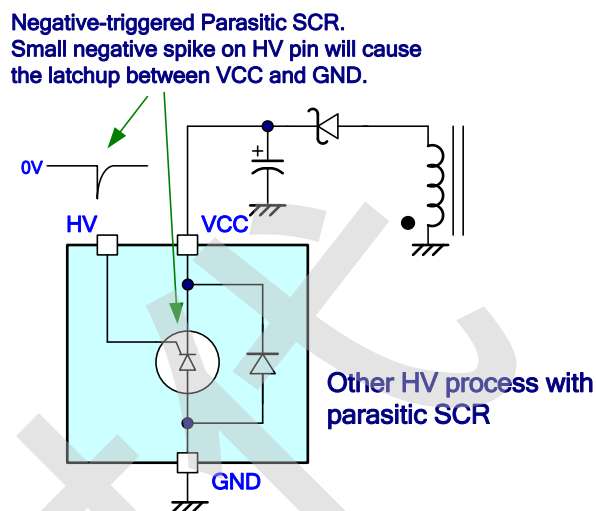 Negative-triggered Parasitic SCR.
Small negative spike on HV pin will cause
the latchup between VCC and GND.
0V
+
HV
VCC
Other HV process with
parasitic SCR
GND